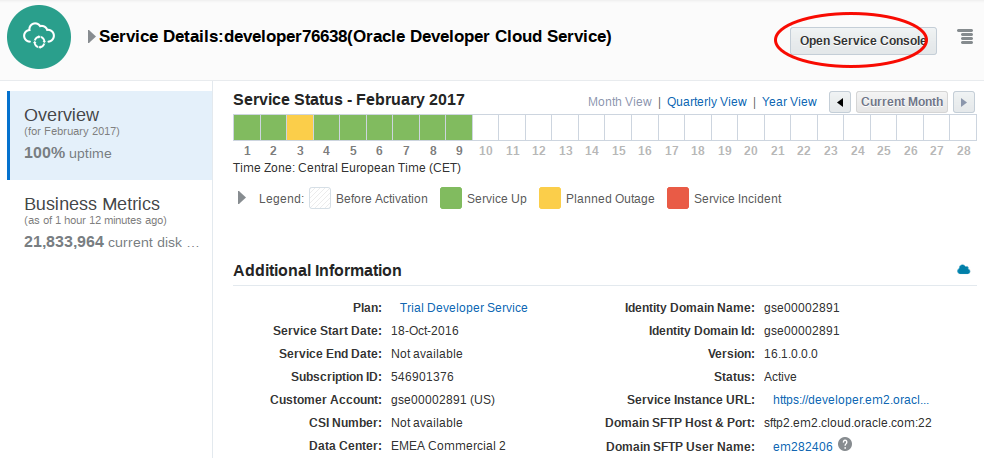 Service Details:developer76638(Oracle Developer Cloud Service)
Open Service Console
Overview
(for February 2017)
100% uptime
Business Metrics
(as of 1 hour 12 minutes ago)
21,833,964 current disk ...
Service Status - February 2017
Month View | Quarterly View | Year View Current Month
1 2 3 4 5 6 7 8 9 10 11 12 13 14 15 16 17 18 19 20 21 22 23 24 25 26 27 28
Time Zone: Central European Time (CET)
Legend: Before Activation Service Up Planned Outage Service Incident
Additional Information
Plan: Trial Developer Service
Service Start Date: 18-Oct-2016
Service End Date: Not available
Subscription ID: 546901376
Customer Account: gse00002891 (US)
CSI Number: Not available
Data Center: EMEA Commercial 2
Identity Domain Name: gse00002891
Identity Domain Id: gse00002891
Version: 16.1.0.0.0
Status: Active
Service Instance URL: https://developer.em2.oracl...
Domain SFTP Host & Port: sftp2.em2.cloud.oracle.com:22
Domain SFTP User Name: em282406 ?